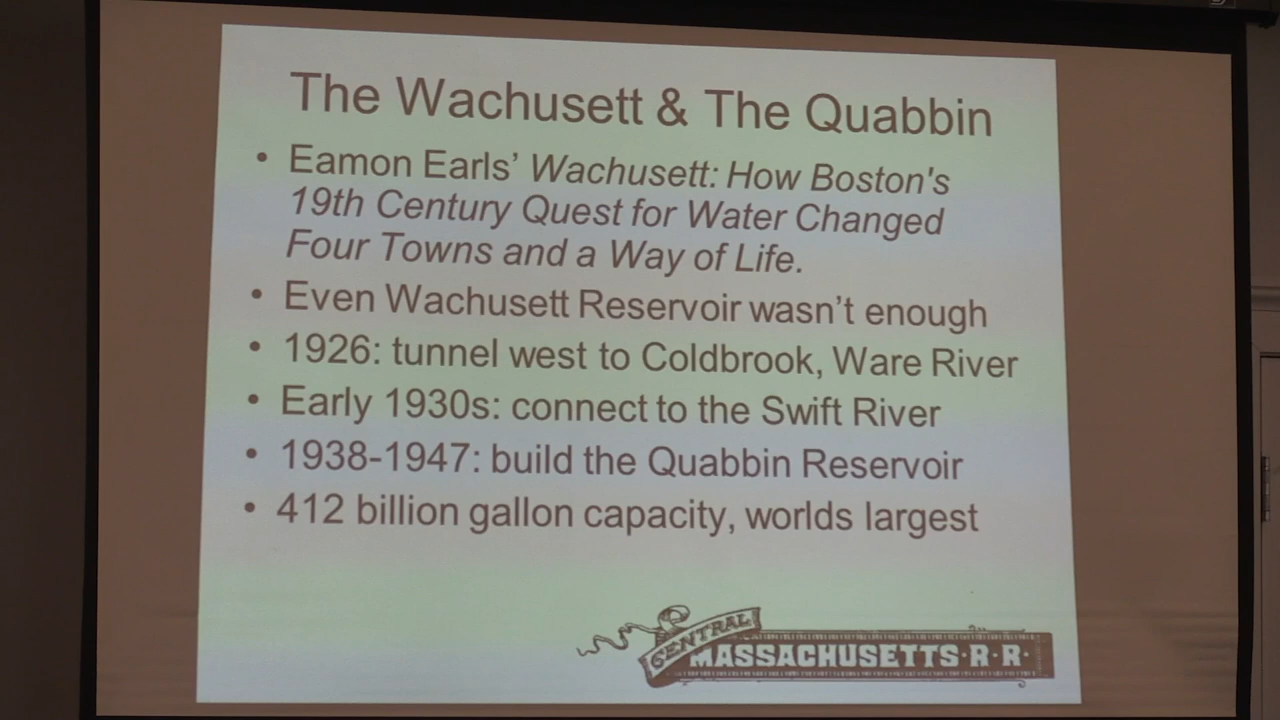 The Wachusett & The Quabbin
• Eamon Earls’ Wachusett: How Boston's
19th Century Quest for Water Changed
Four Towns and a Way of Life.
• Even Wachusett Reservoir wasn’t enough
• 1926: tunnel west to Coldbrook, Ware River
• Early 1930s: connect to the Swift River
• 1938-1947: build the Quabbin Reservoir
• 412 billion gallon capacity, worlds largest
CENTRAL
MASSACHUSETTS·R·R·